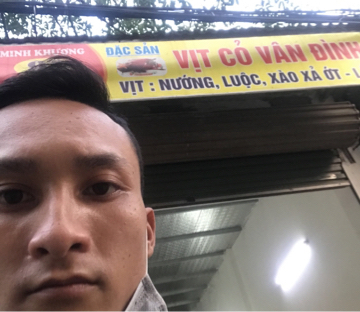 MINH KHƯƠNG
ĐẶC SẢN
VỊT CỎ VÂN ĐÌNH
VỊT : NƯỚNG, LUỘC, XÀO XẢ ỚT -